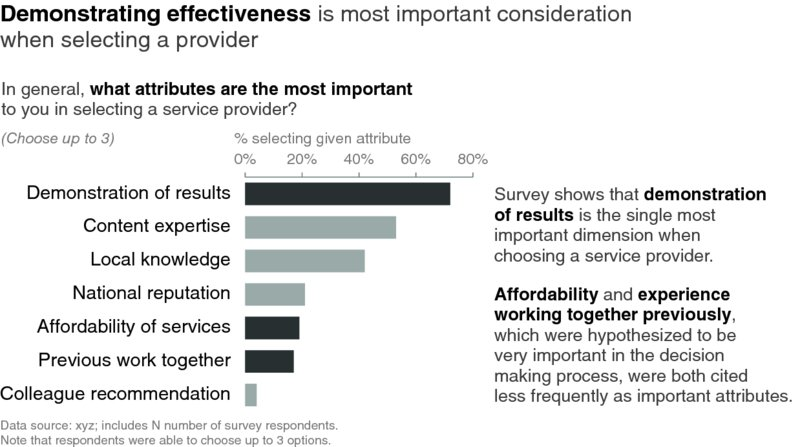 Demonstrating effectiveness is most important consideration
when selecting a provider
In general, what attributes are the most important
to you in selecting a service provider?
(Choose up to 3)
% selecting given attribute
0% 20% 40% 60% 80%
Demonstration of results
Content expertise
Local knowledge
National reputation
Affordability of services
Previous work together
Colleague recommendation
Survey shows that demonstration
of results is the single most
important dimension when
choosing a service provider.
Affordability and experience
working together previously,
which were hypothesized to be
very important in the decision
making process, were both cited
less frequently as important attributes.
Data source: xyz; includes N number of survey respondents.
Note that respondents were able to choose up to 3 options.